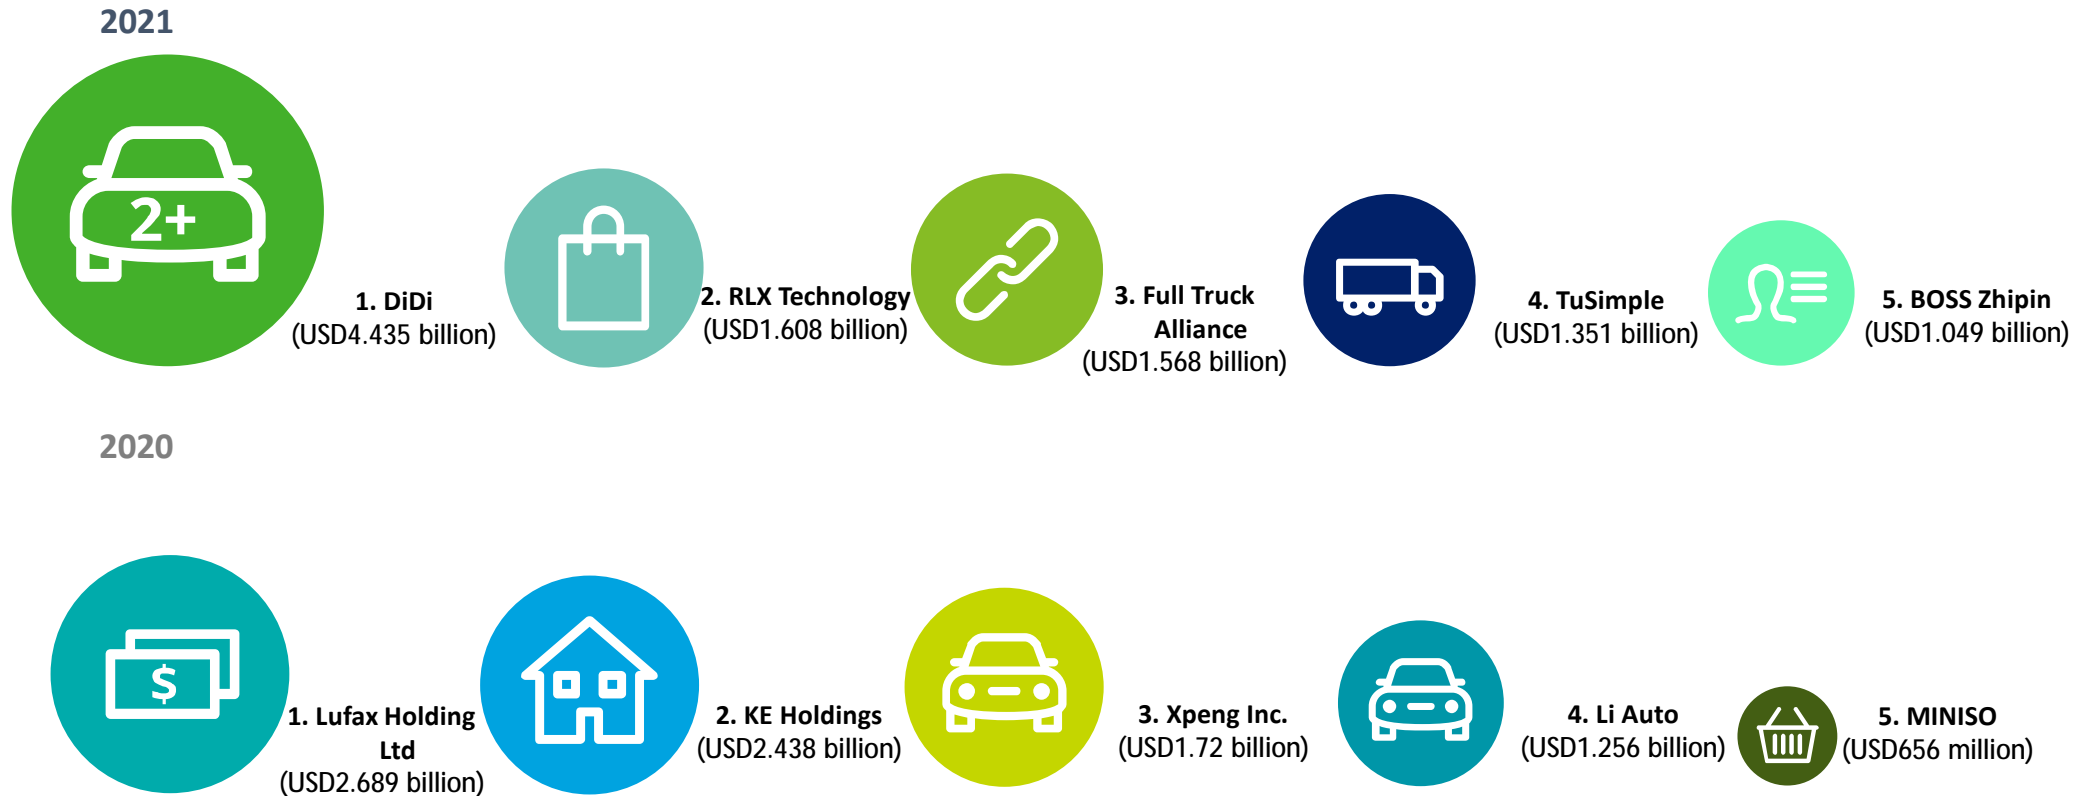 2021
2+
1. DiDi
(USD4.435 billion)
2. RLX Technology
(USD1.608 billion)
3. Full Truck
Alliance
(USD1.568 billion)
4. TuSimple
(USD1.351 billion)
5. BOSS Zhipin
(USD1.049 billion)
2020
$
1. Lufax Holding
Ltd
(USD2.689 billion)
2. KE Holdings
(USD2.438 billion)
3. Xpeng Inc.
(USD1.72 billion)
4. Li Auto
(USD1.256 billion)
5. MINISO
(USD656 million)